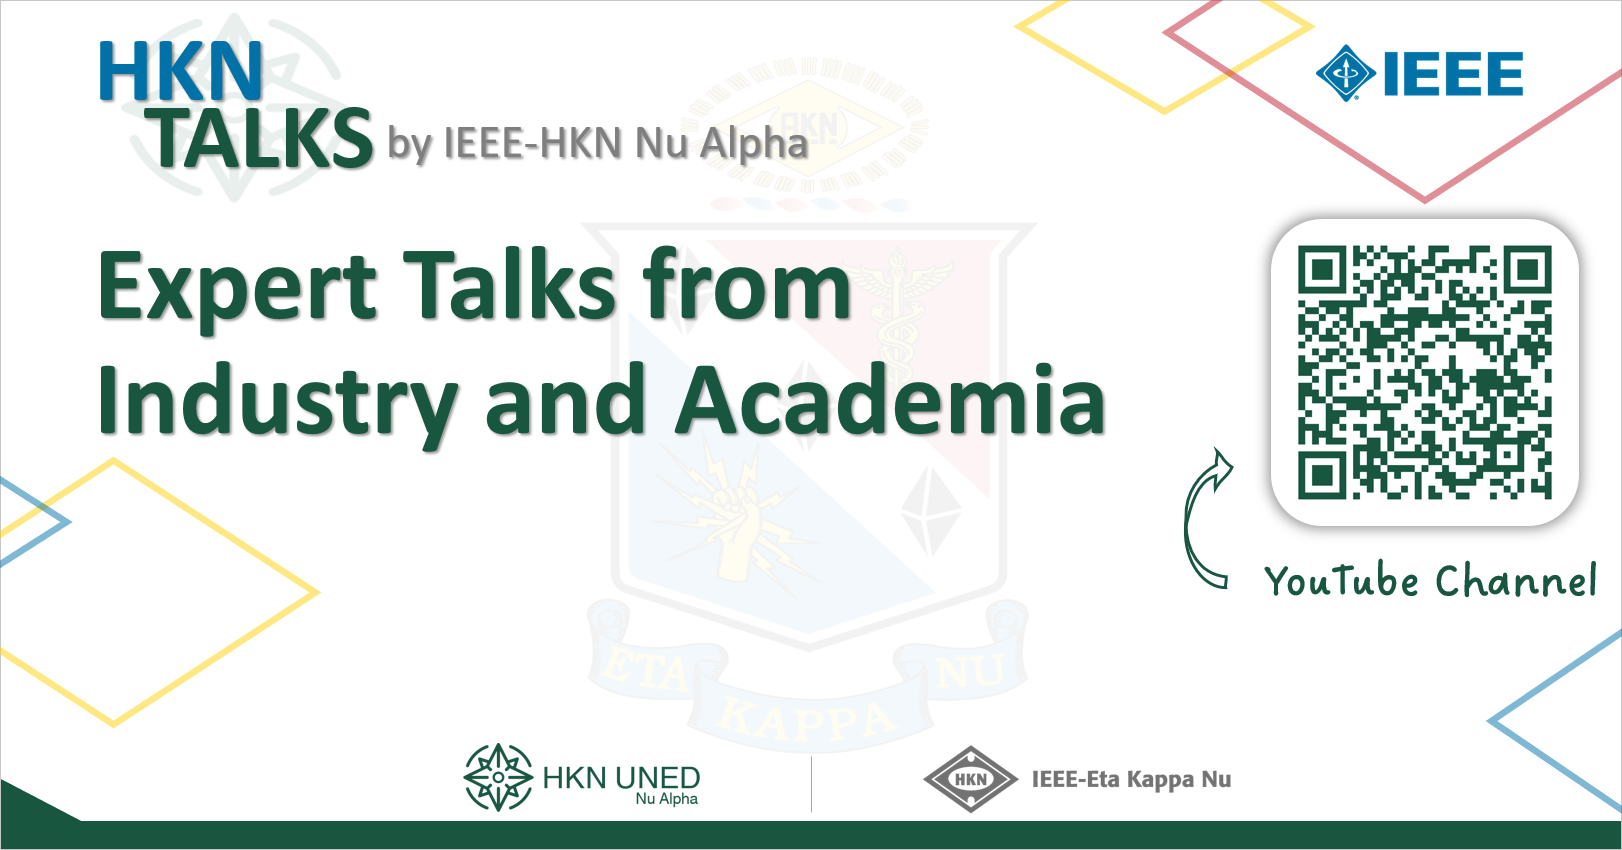 HKN
TALKS by IEEE-HKN Nu Alpha
IEEE
Expert Talks from
Industry and Academia
YouTube Channel
HKN
ETA KAPPA NU
HKN UNED
Nu Alpha
HKN
IEEE-Eta Kappa Nu